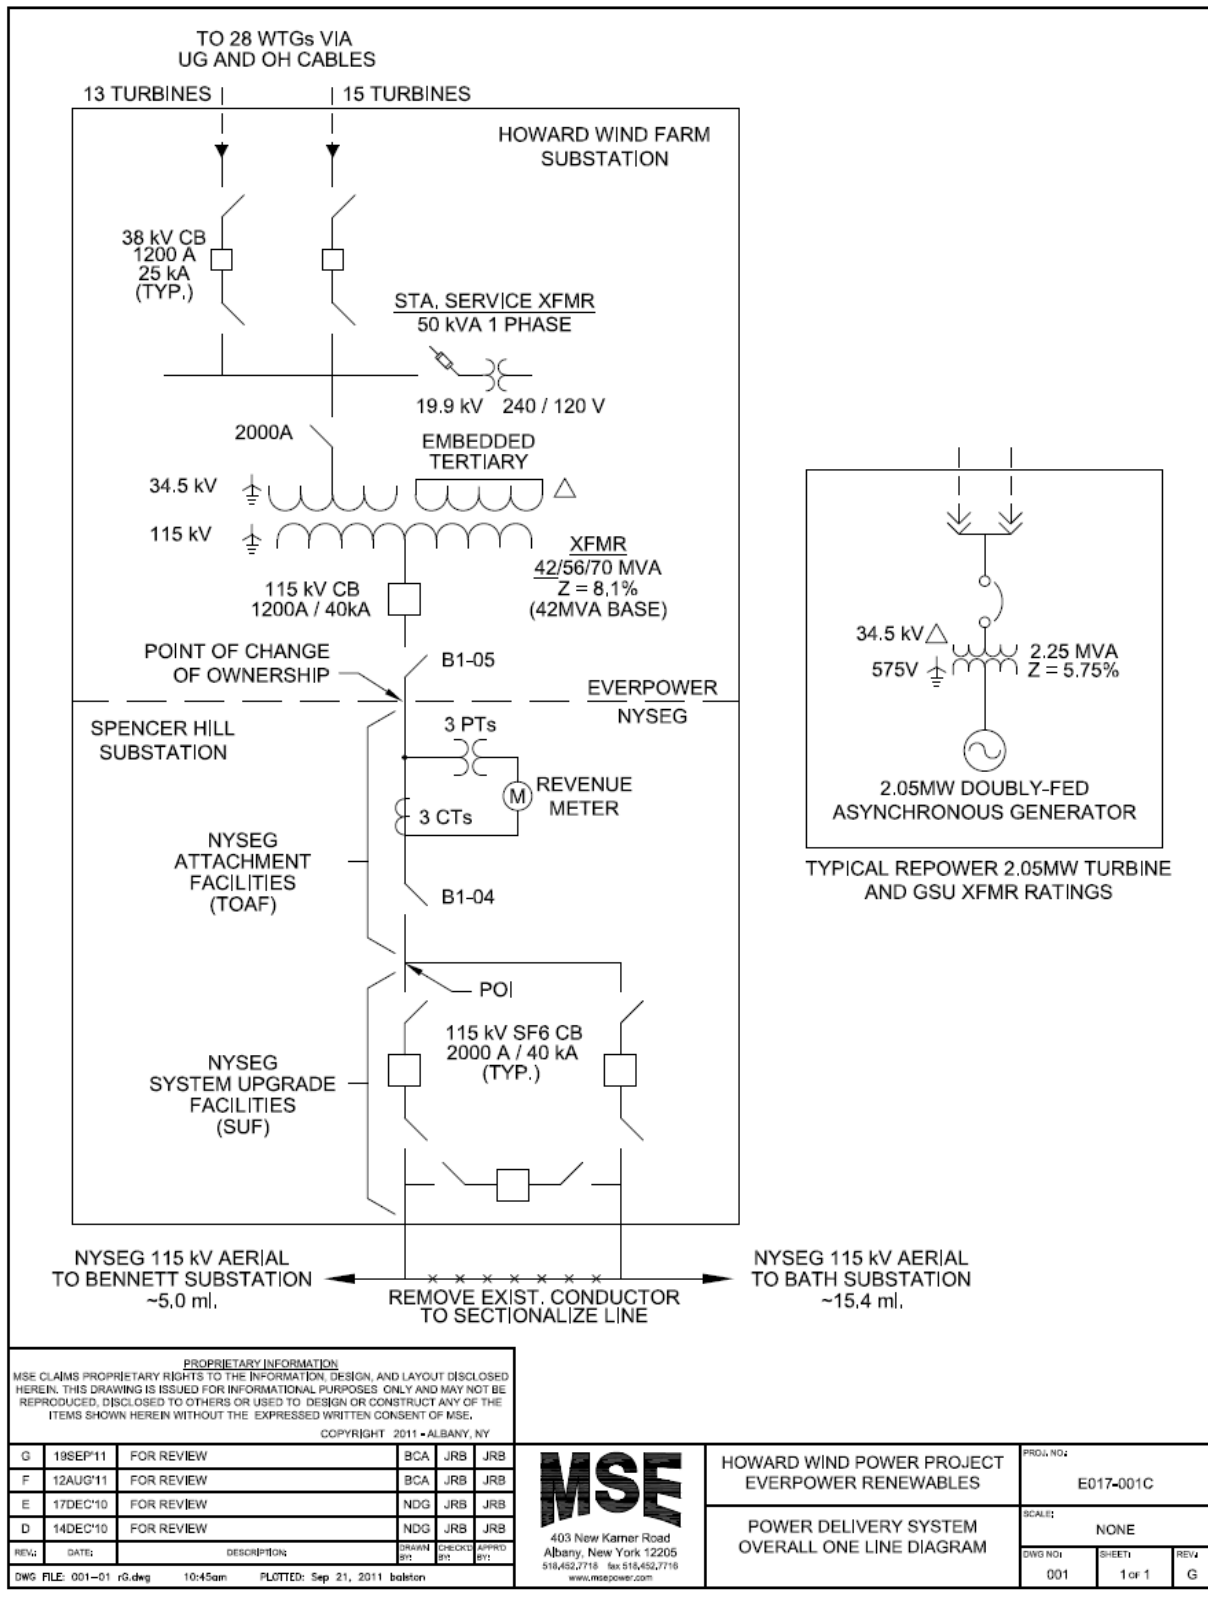 TO 28 WTGs VIA
UG AND OH CABLES
13 TURBINES
15 TURBINES
HOWARD WIND FARM
SUBSTATION
38 kV CB
1200 A
25 kA
(TYP.)
STA. SERVICE XFMR
50 kVA 1 PHASE
19.9 kV 240 / 120 V
2000A
EMBEDDED
TERTIARY
34.5 kV
115 kV
XFMR
42/56/70 MVA
Z = 8.1%
(42MVA BASE)
115 kV CB
1200A / 40kA
POINT OF CHANGE
OF OWNERSHIP
B1-05
EVERPOWER
NYSEG
SPENCER HILL
SUBSTATION
3 PTs
M
REVENUE
METER
3 CTs
NYSEG
ATTACHMENT
FACILITIES
(TOAF)
B1-04
POI
115 kV SF6 CB
2000 A / 40 kA
(TYP.)
NYSEG
SYSTEM UPGRADE
FACILITIES
(SUF)
NYSEG 115 kV AERIAL
TO BENNETT SUBSTATION
~5.0 mi.
REMOVE EXIST. CONDUCTOR
TO SECTIONALIZE LINE
NYSEG 115 kV AERIAL
TO BATH SUBSTATION
~15.4 mi.
34.5 kV
575V
2.25 MVA
Z = 5.75%
2.05MW DOUBLY-FED
ASYNCHRONOUS GENERATOR
TYPICAL REPOWER 2.05MW TURBINE
AND GSU XFMR RATINGS
PROPRIETARY INFORMATION
MSE CLAIMS PROPRIETARY RIGHTS TO THE INFORMATION, DESIGN, AND LAYOUT DISCLOSED
HEREIN. THIS DRAWING IS ISSUED FOR INFORMATIONAL PURPOSES ONLY AND MAY NOT BE
REPRODUCED, DISCLOSED TO OTHERS OR USED TO DESIGN OR CONSTRUCT ANY OF THE
ITEMS SHOWN HEREIN WITHOUT THE EXPRESSED WRITTEN CONSENT OF MSE.
COPYRIGHT 2011 - ALBANY, NY
G 19SEP'11 FOR REVIEW BCA JRB JRB
F 12AUG'11 FOR REVIEW BCA JRB JRB
E 17DEC'10 FOR REVIEW NDG JRB JRB
D 14DEC'10 FOR REVIEW NDG JRB JRB
REV.: DATE: DESCRIPTION: DRAWN BY: CHECK'D BY: APPR'D BY:
DWG FILE: 001-01 rG.dwg 10:45am PLOTTED: Sep 21, 2011 balston
MSE
403 New Karner Road
Albany, New York 12205
518.452.7718 fax 518.452.7716
www.msepower.com
HOWARD WIND POWER PROJECT
EVERPOWER RENEWABLES
POWER DELIVERY SYSTEM
OVERALL ONE LINE DIAGRAM
PROJ. NO.:
E017-001C
SCALE:
NONE
DWG NO: SHEET: REV.:
001 1 OF 1 G